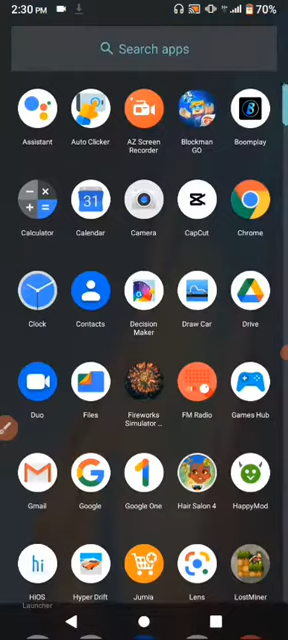 2:30 PM 70%
Search apps
Assistant Auto Clicker AZ Screen Recorder Blockman GO Boomplay
Calculator Calendar Camera CapCut Chrome
31
Clock Contacts Decision Maker Draw Car Drive
Duo Files Fireworks Simulator ... FM Radio Games Hub
Gmail Google Google One Hair Salon 4 HappyMod
hi
HiOS Launcher Hyper Drift Jumia Lens LostMiner